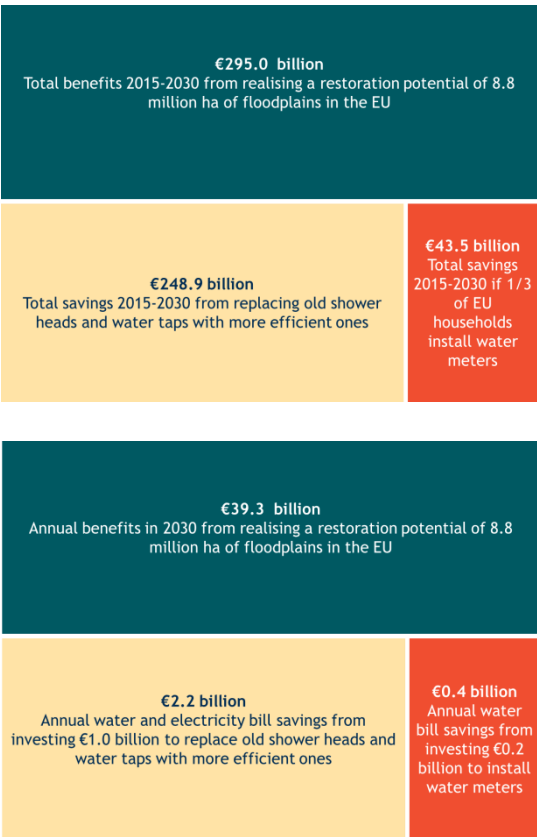 €295.0  billion
Total benefits 2015-2030 from realising a restoration potential of 8.8
million ha of floodplains in the EU
€248.9 billion
Total savings 2015-2030 from replacing old shower
heads and water taps with more efficient ones
€43.5 billion
Total savings
2015-2030 if 1/3
of EU
households
install water
meters
€39.3  billion
Annual benefits in 2030 from realising a restoration potential of 8.8
million ha of floodplains in the EU
€2.2 billion
Annual water and electricity bill savings from
investing €1.0 billion to replace old shower heads and
water taps with more efficient ones
€0.4 billion
Annual water
bill savings from
investing €0.2
billion to install
water meters